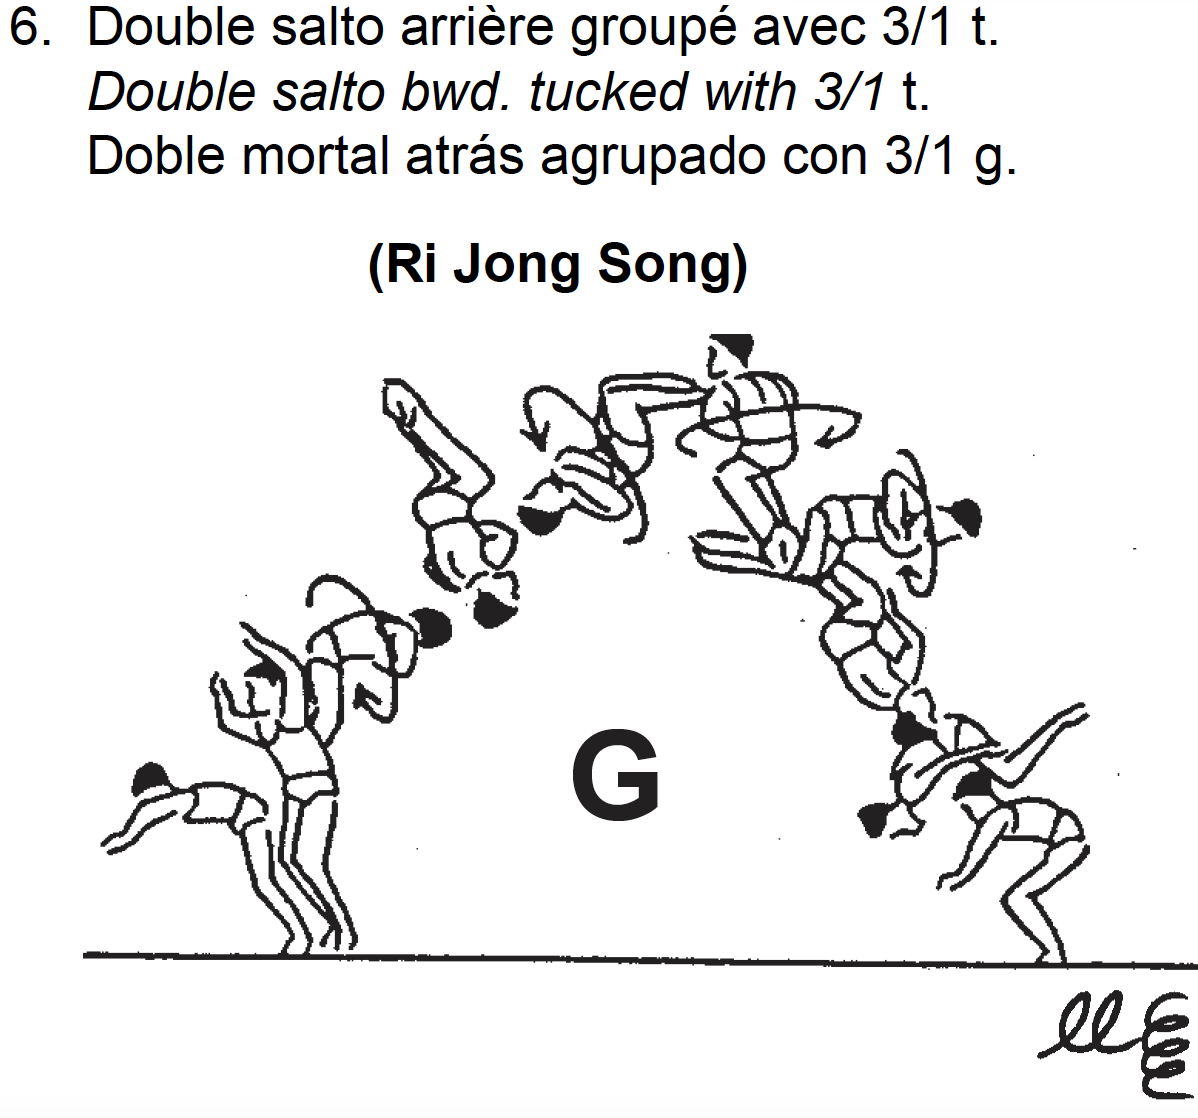 6. Double salto arrière groupé avec 3/1 t.
Double salto bwd. tucked with 3/1 t.
Doble mortal atrás agrupado con 3/1 g.
(Ri Jong Song)
G